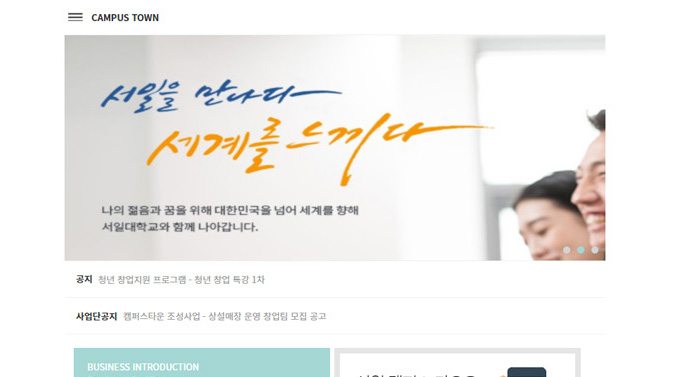 CAMPUS TOWN
서일을 만나다
세계를 느끼다
나의 젊음과 꿈을 위해 대한민국을 넘어 세계를 향해
서일대학교와 함께 나아갑니다.
공지 청년 창업지원 프로그램 - 청년 창업 특강 1차
사업단공지 캠퍼스타운 조성사업 - 상설매장 운영 창업팀 모집 공고
BUSINESS INTRODUCTION